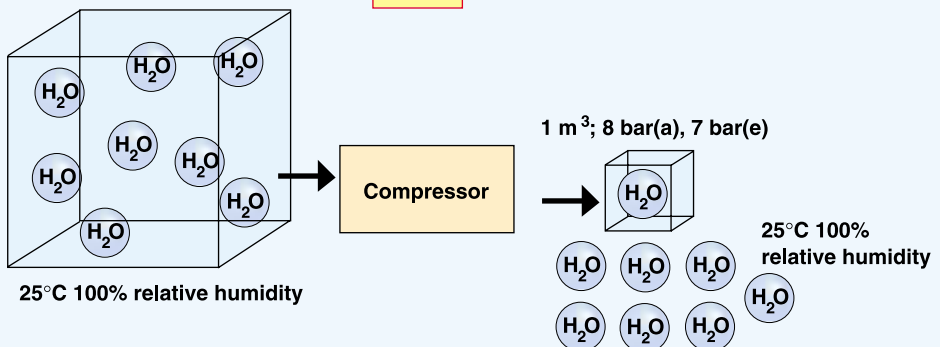 H2O
H2O
H2O
H2O
H2O
H2O
H2O
H2O
25°C 100% relative humidity
Compressor
1 m³; 8 bar(a), 7 bar(e)
H2O
25°C 100%
relative humidity
H2O
H2O
H2O
H2O
H2O
H2O
H2O